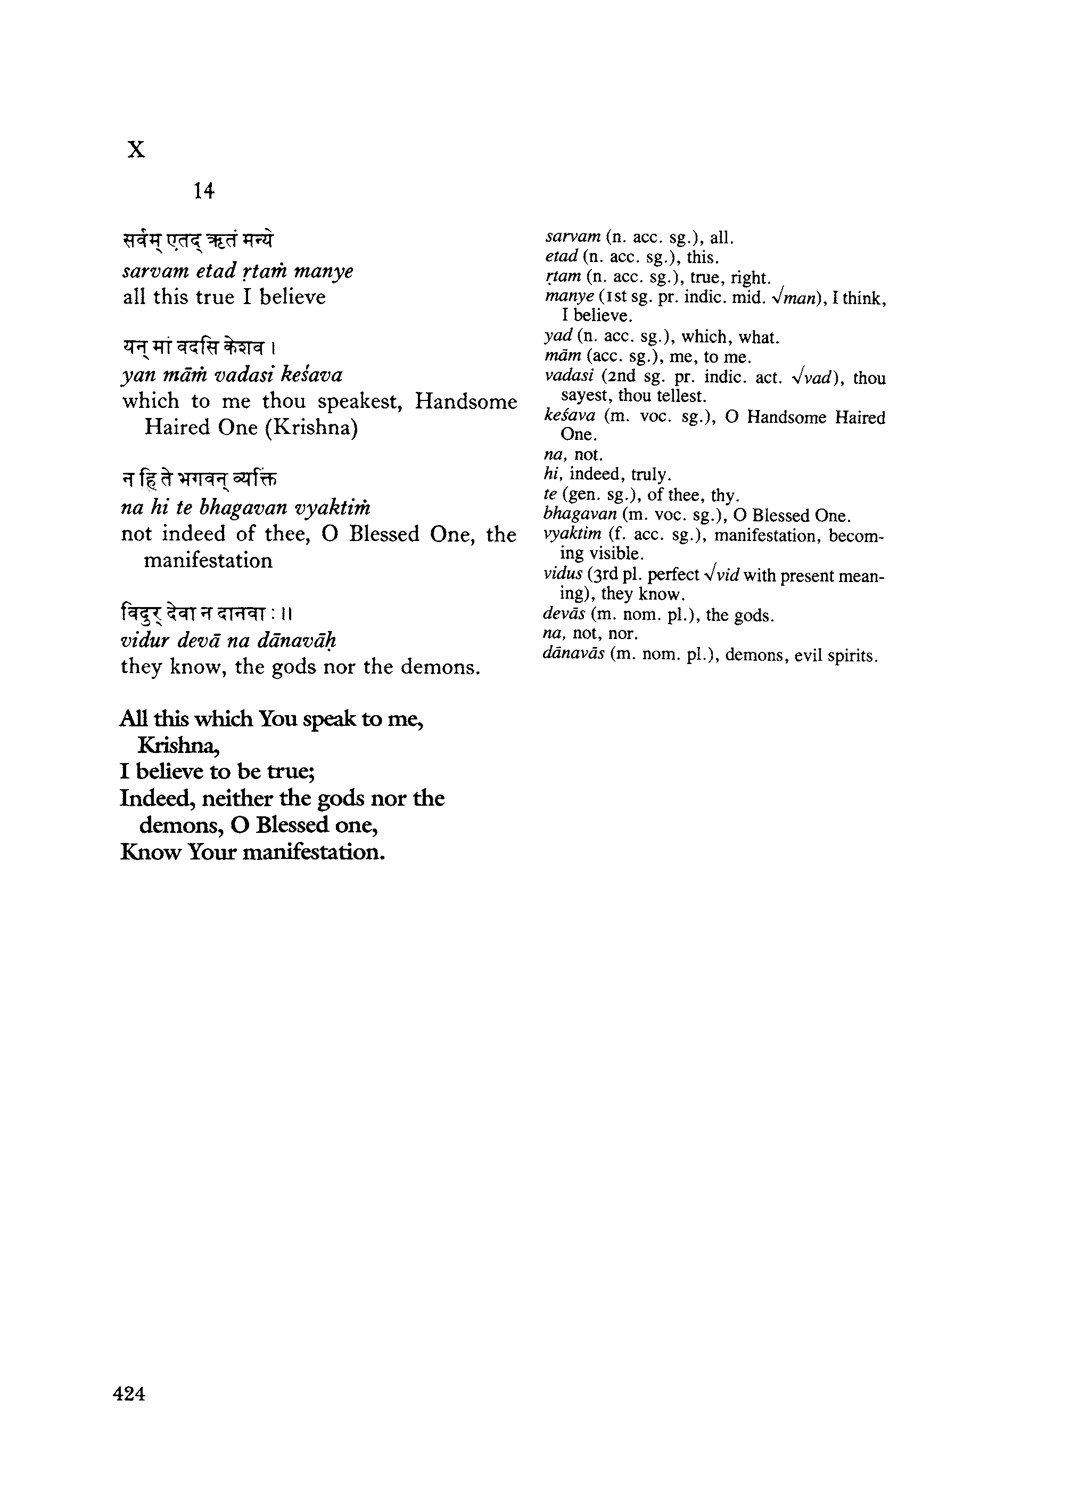 X
14
सर्वम् एतद् ऋतं मन्ये
sarvam etad ṛtaṁ manye
all this true I believe
यन् मां वदसि केशव ।
yan māṁ vadasi keśava
which to me thou speakest, Handsome
Haired One (Krishna)
न हि ते भगवन् व्यक्तिं
na hi te bhagavan vyaktiṁ
not indeed of thee, O Blessed One, the
manifestation
विदुर् देवा न दानवाः ॥
vidur devā na dānavāḥ
they know, the gods nor the demons.
All this which You speak to me,
Krishna,
I believe to be true;
Indeed, neither the gods nor the
demons, O Blessed one,
Know Your manifestation.
sarvam (n. acc. sg.), all.
etad (n. acc. sg.), this.
ṛtam (n. acc. sg.), true, right.
manye (1st sg. pr. indic. mid. √man), I think,
I believe.
yad (n. acc. sg.), which, what.
mām (acc. sg.), me, to me.
vadasi (2nd sg. pr. indic. act. √vad), thou
sayest, thou tellest.
keśava (m. voc. sg.), O Handsome Haired
One.
na, not.
hi, indeed, truly.
te (gen. sg.), of thee, thy.
bhagavan (m. voc. sg.), O Blessed One.
vyaktim (f. acc. sg.), manifestation, becom-
ing visible.
vidus (3rd pl. perfect √vid with present mean-
ing), they know.
devās (m. nom. pl.), the gods.
na, not, nor.
dānavās (m. nom. pl.), demons, evil spirits.
424